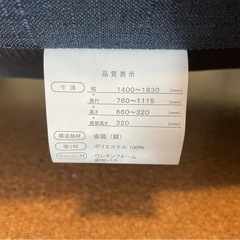 品質表示
寸法 幅 1400〜1830 (mm)
奥行 760〜1115 (mm)
高さ 660〜320 (mm)
座面高さ 320 (mm)
構造部材 金属（鋼）
張り材 ポリエステル 100%
クッション材 ウレタンフォーム